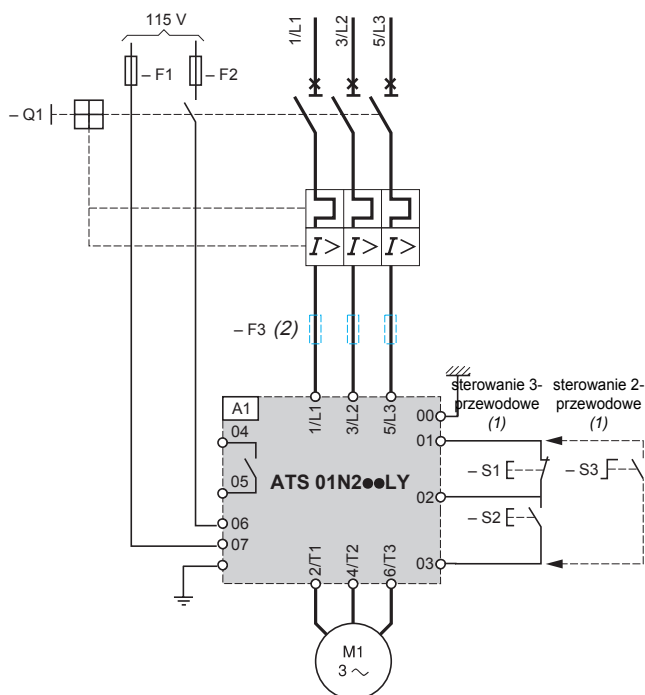 115 V
– F1
– F2
1/L1
3/L2
5/L3
– Q1
I>
I>
I>
– F3 (2)
sterowanie 3-
przewodowe
(1)
sterowanie 2-
przewodowe
(1)
A1
1/L1
3/L2
5/L3
00
04
01
05
ATS 01N2●●LY
– S1
– S3
02
06
– S2
07
2/T1
4/T2
6/T3
03
M1
3 ~